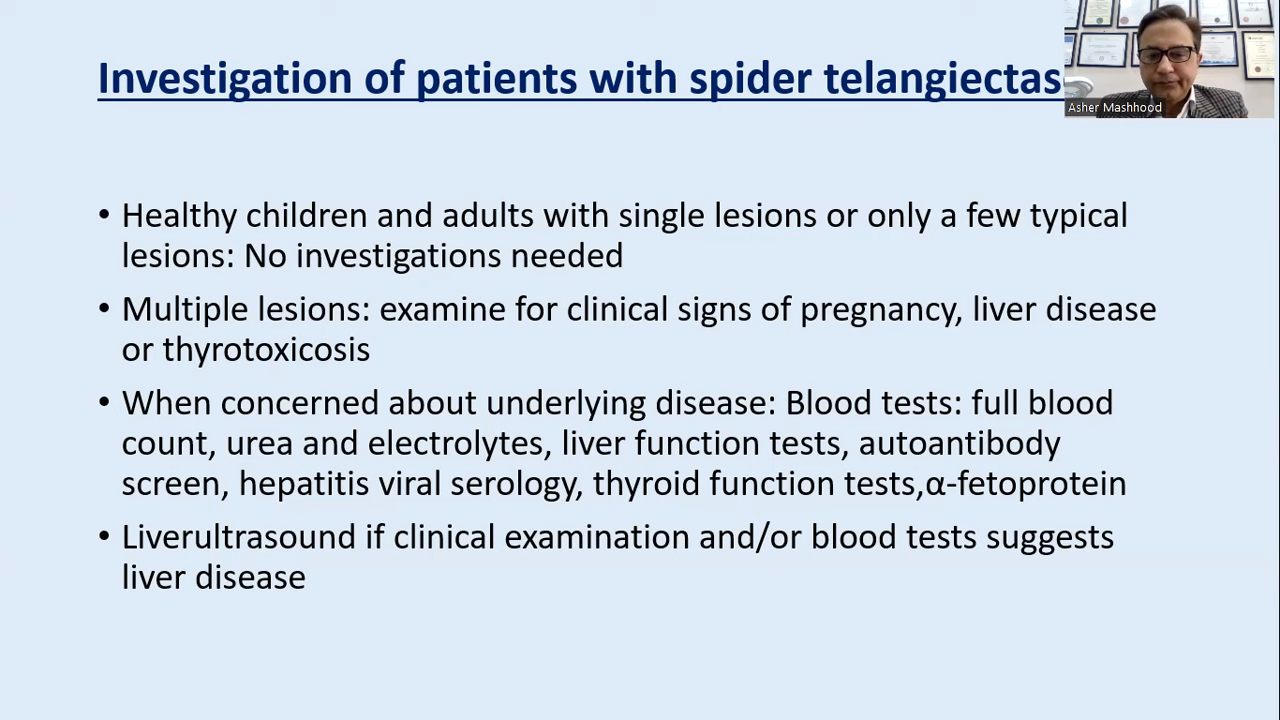 Investigation of patients with spider telangiectas
Asher Mashhood
• Healthy children and adults with single lesions or only a few typical
lesions: No investigations needed
• Multiple lesions: examine for clinical signs of pregnancy, liver disease
or thyrotoxicosis
• When concerned about underlying disease: Blood tests: full blood
count, urea and electrolytes, liver function tests, autoantibody
screen, hepatitis viral serology, thyroid function tests,α-fetoprotein
• Liverultrasound if clinical examination and/or blood tests suggests
liver disease